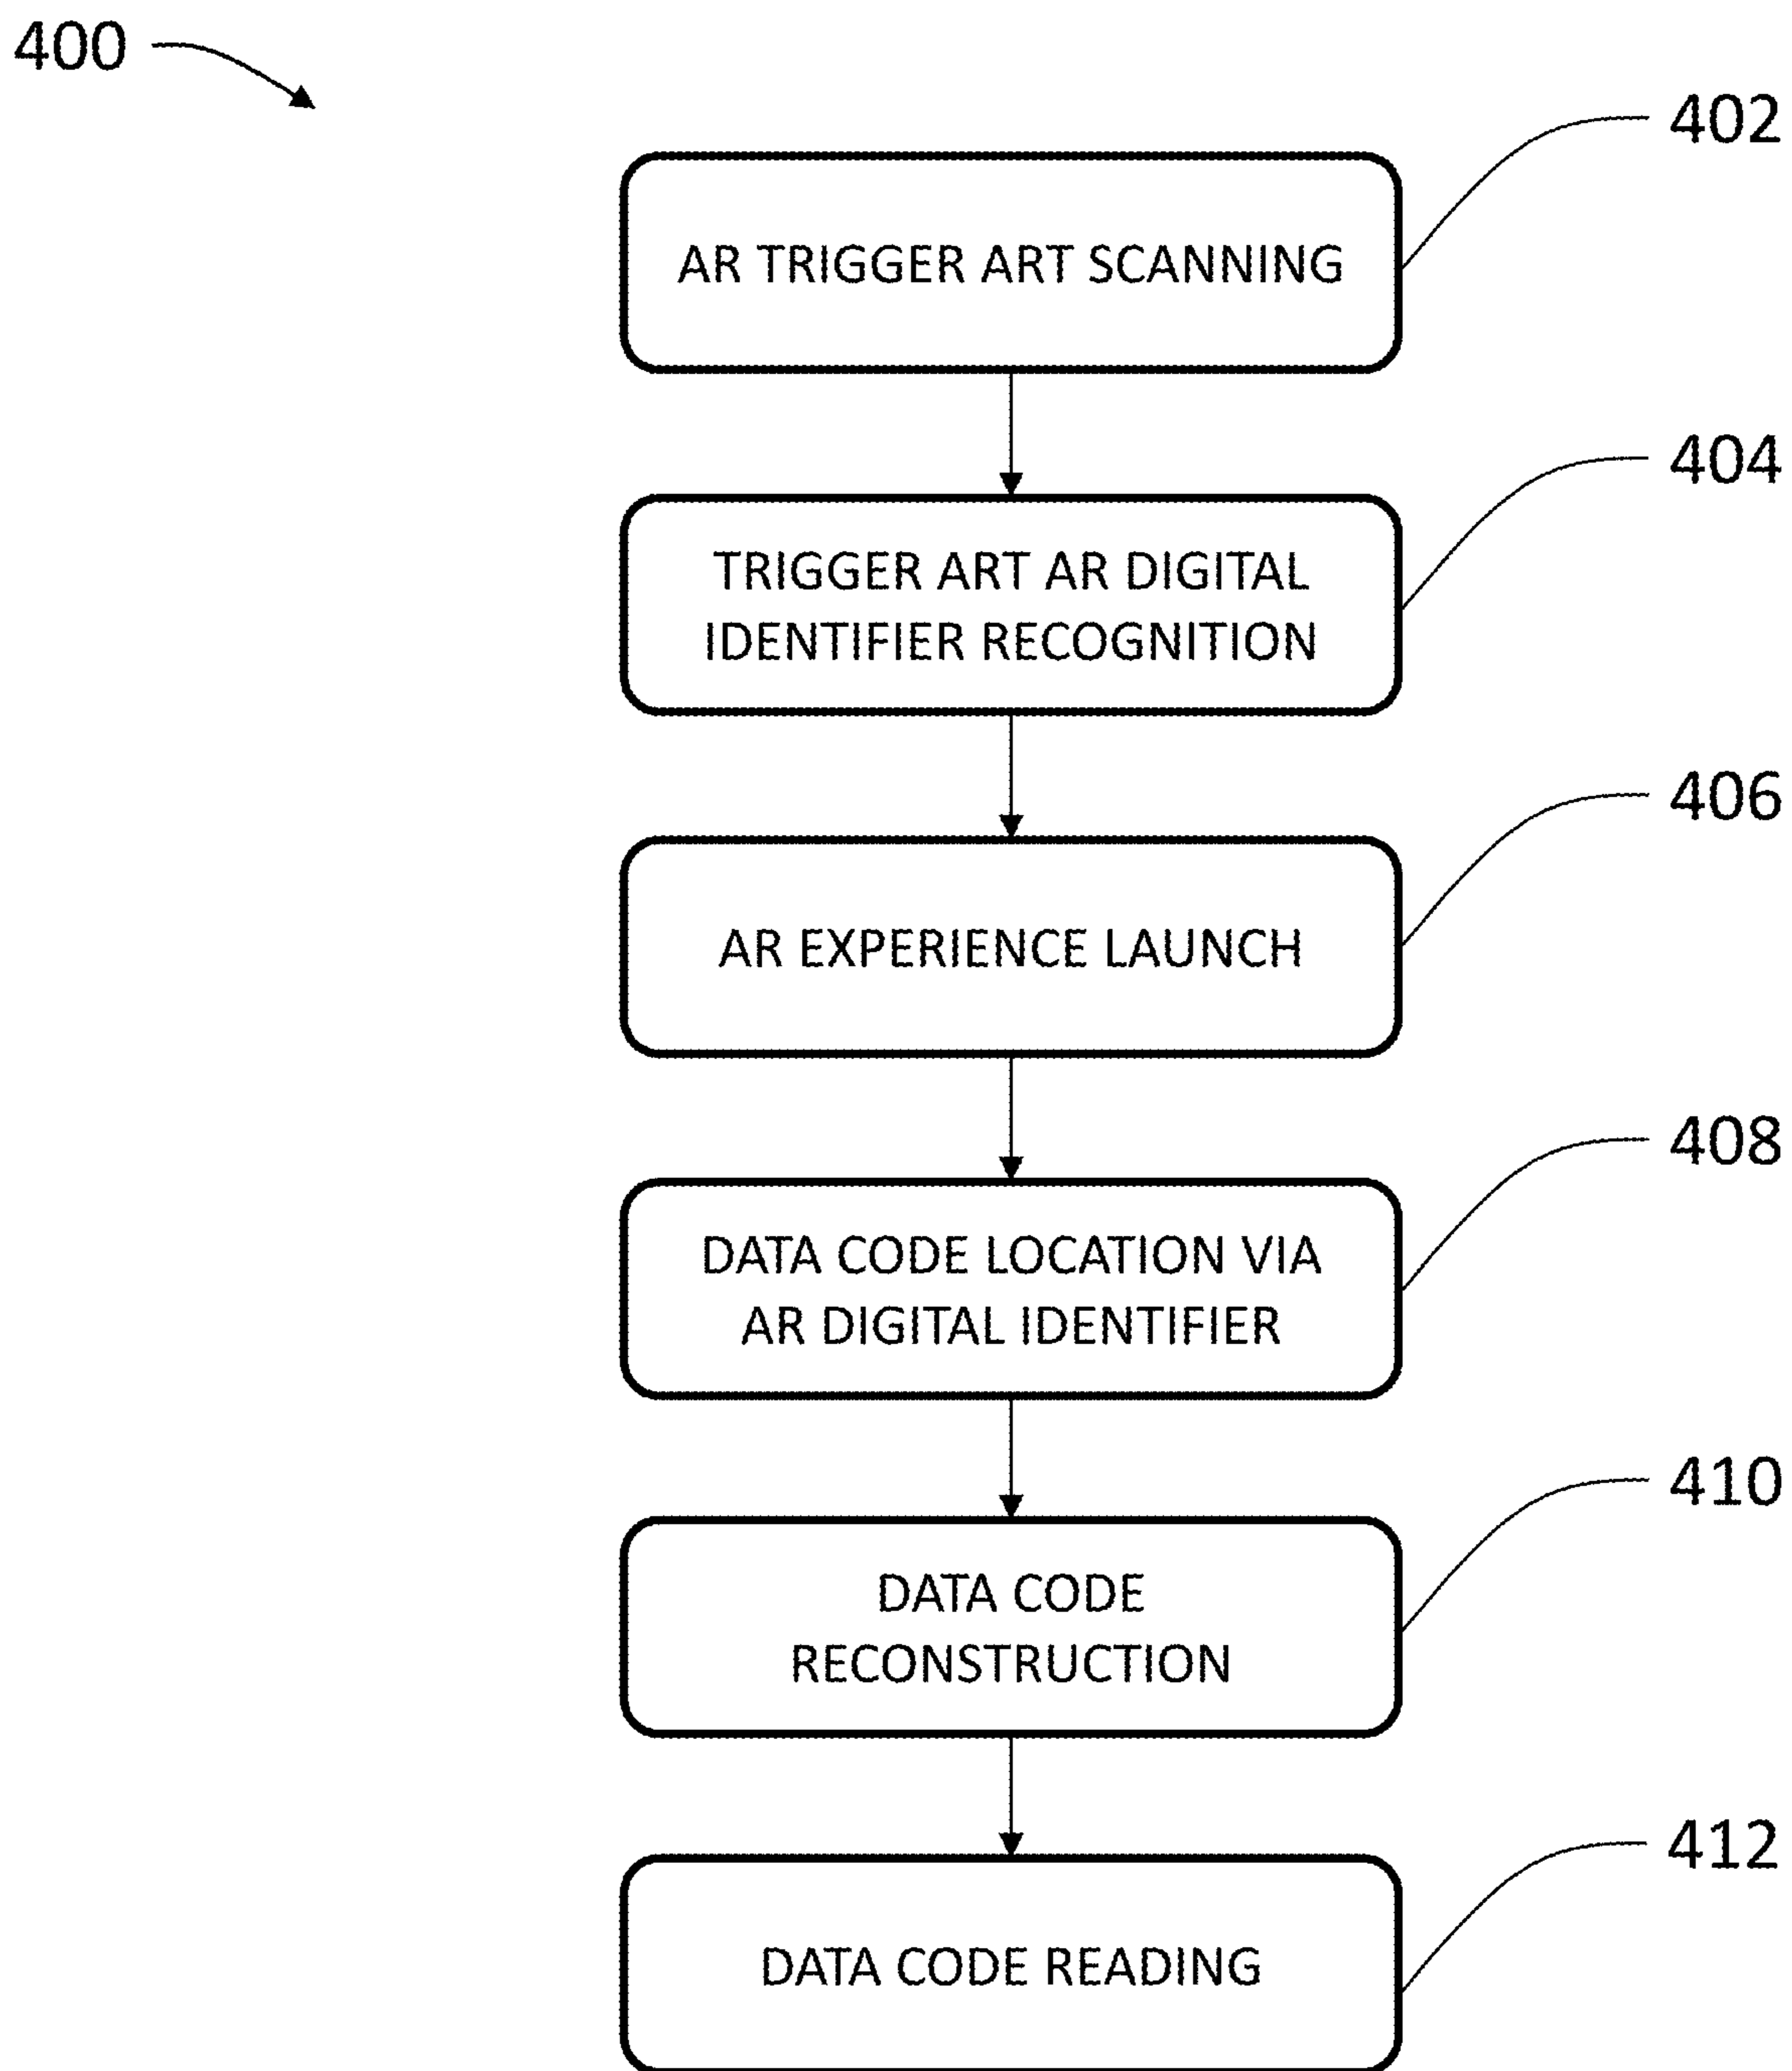 400
402
AR TRIGGER ART SCANNING
404
TRIGGER ART AR DIGITAL
IDENTIFIER RECOGNITION
406
AR EXPERIENCE LAUNCH
408
DATA CODE LOCATION VIA
AR DIGITAL IDENTIFIER
410
DATA CODE
RECONSTRUCTION
412
DATA CODE READING